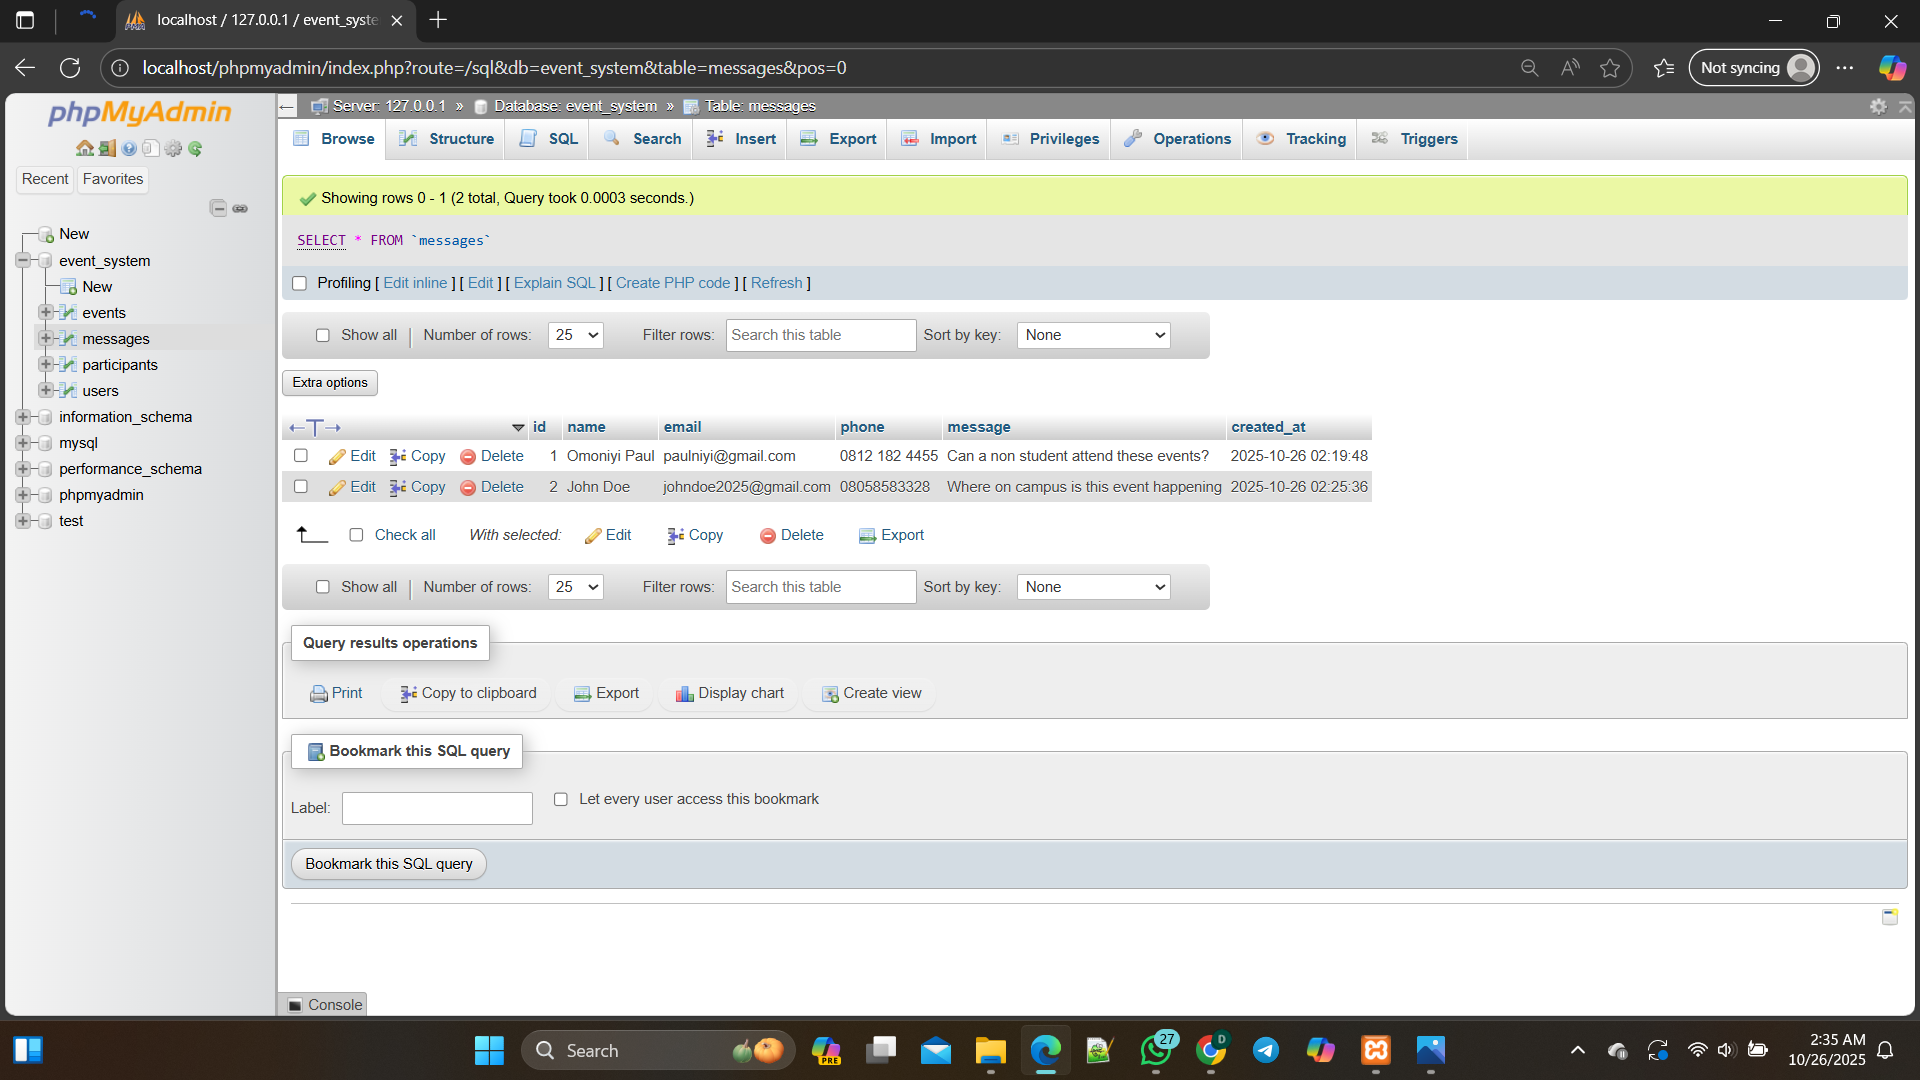 localhost / 127.0.0.1 / event_syste
localhost/phpmyadmin/index.php?route=/sql&db=event_system&table=messages&pos=0
Not syncing
phpMyAdmin
Recent Favorites
New
event_system
New
events
messages
participants
users
information_schema
mysql
performance_schema
phpmyadmin
test
Server: 127.0.0.1 » Database: event_system » Table: messages
Browse Structure SQL Search Insert Export Import Privileges Operations Tracking Triggers
Showing rows 0 - 1 (2 total, Query took 0.0003 seconds.)
SELECT * FROM `messages`
Profiling [ Edit inline ] [ Edit ] [ Explain SQL ] [ Create PHP code ] [ Refresh ]
Show all | Number of rows: 25 Filter rows: Search this table Sort by key: None
Extra options
←T→ id name email phone message created_at
Edit Copy Delete 1 Omoniyi Paul paulniyi@gmail.com 0812 182 4455 Can a non student attend these events? 2025-10-26 02:19:48
Edit Copy Delete 2 John Doe johndoe2025@gmail.com 08058583328 Where on campus is this event happening 2025-10-26 02:25:36
Check all With selected: Edit Copy Delete Export
Show all | Number of rows: 25 Filter rows: Search this table Sort by key: None
Query results operations
Print Copy to clipboard Export Display chart Create view
Bookmark this SQL query
Label: Let every user access this bookmark
Bookmark this SQL query
Console
Search
PRE
27
D
2:35 AM
10/26/2025